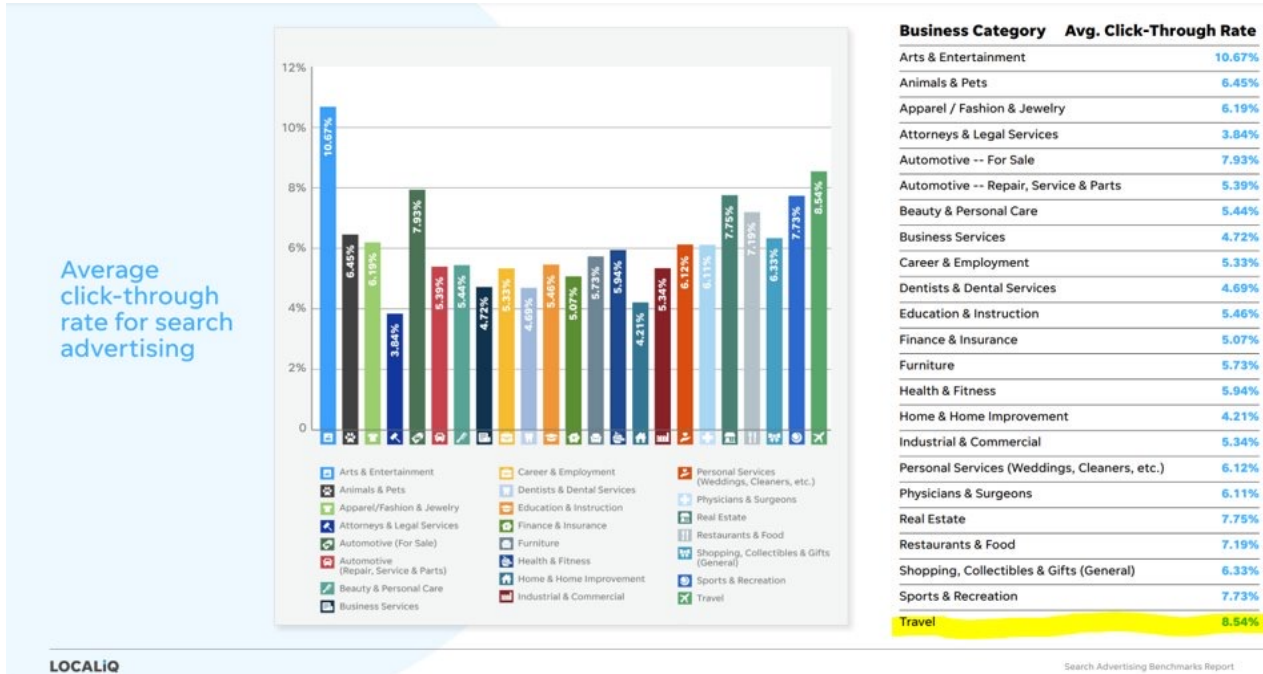 Average
click-through
rate for search
advertising
12%
10%
8%
6%
4%
2%
0
10.67%
6.45%
6.19%
3.84%
7.93%
5.39%
5.44%
4.72%
5.33%
4.69%
5.46%
5.07%
5.73%
5.94%
4.21%
5.34%
6.12%
6.11%
7.75%
7.19%
6.33%
7.73%
8.54%
Arts & Entertainment
Animals & Pets
Apparel/Fashion & Jewelry
Attorneys & Legal Services
Automotive (For Sale)
Automotive
(Repair, Service & Parts)
Beauty & Personal Care
Business Services
Career & Employment
Dentists & Dental Services
Education & Instruction
Finance & Insurance
Furniture
Health & Fitness
Home & Home Improvement
Industrial & Commercial
Personal Services
(Weddings, Cleaners, etc.)
Physicians & Surgeons
Real Estate
Restaurants & Food
Shopping, Collectibles & Gifts
(General)
Sports & Recreation
Travel
Business Category Avg. Click-Through Rate
Arts & Entertainment 10.67%
Animals & Pets 6.45%
Apparel / Fashion & Jewelry 6.19%
Attorneys & Legal Services 3.84%
Automotive -- For Sale 7.93%
Automotive -- Repair, Service & Parts 5.39%
Beauty & Personal Care 5.44%
Business Services 4.72%
Career & Employment 5.33%
Dentists & Dental Services 4.69%
Education & Instruction 5.46%
Finance & Insurance 5.07%
Furniture 5.73%
Health & Fitness 5.94%
Home & Home Improvement 4.21%
Industrial & Commercial 5.34%
Personal Services (Weddings, Cleaners, etc.) 6.12%
Physicians & Surgeons 6.11%
Real Estate 7.75%
Restaurants & Food 7.19%
Shopping, Collectibles & Gifts (General) 6.33%
Sports & Recreation 7.73%
Travel 8.54%
LOCALiQ
Search Advertising Benchmarks Report